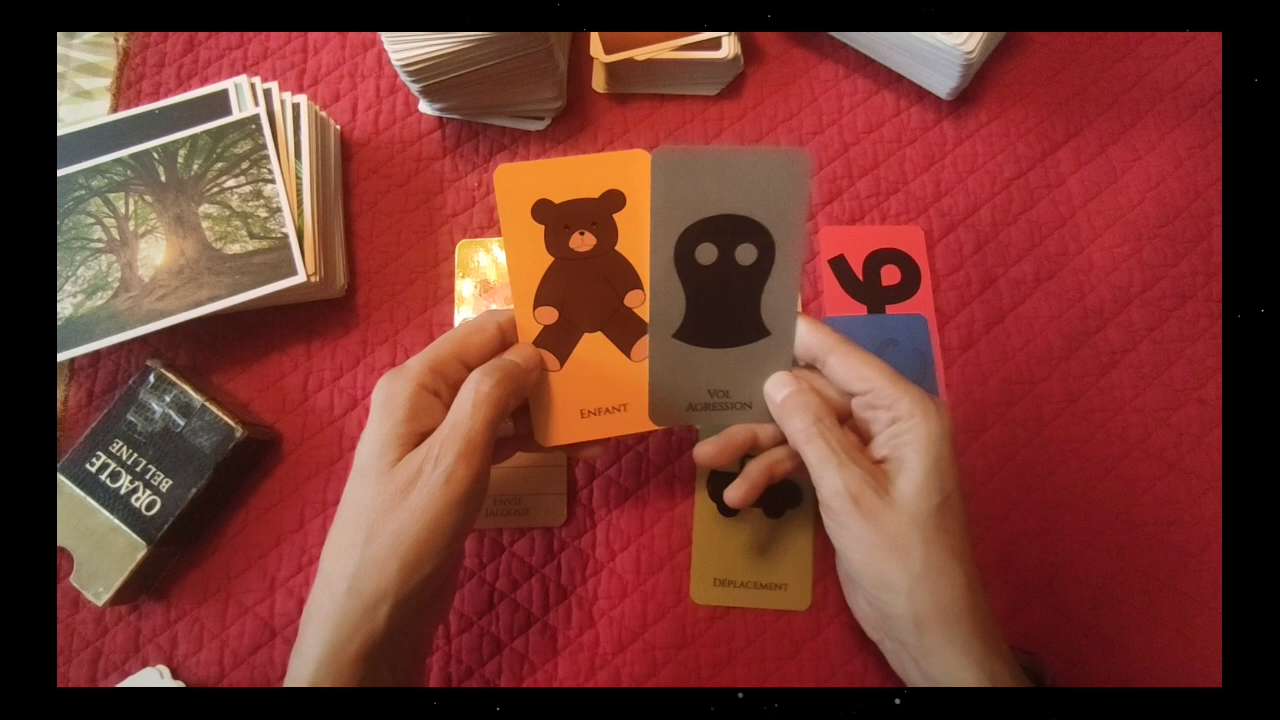 ENFANT
VOL
AGRESSION
ORACLE
BELLINE
ENVIE
JALOUSIE
DÉPLACEMENT